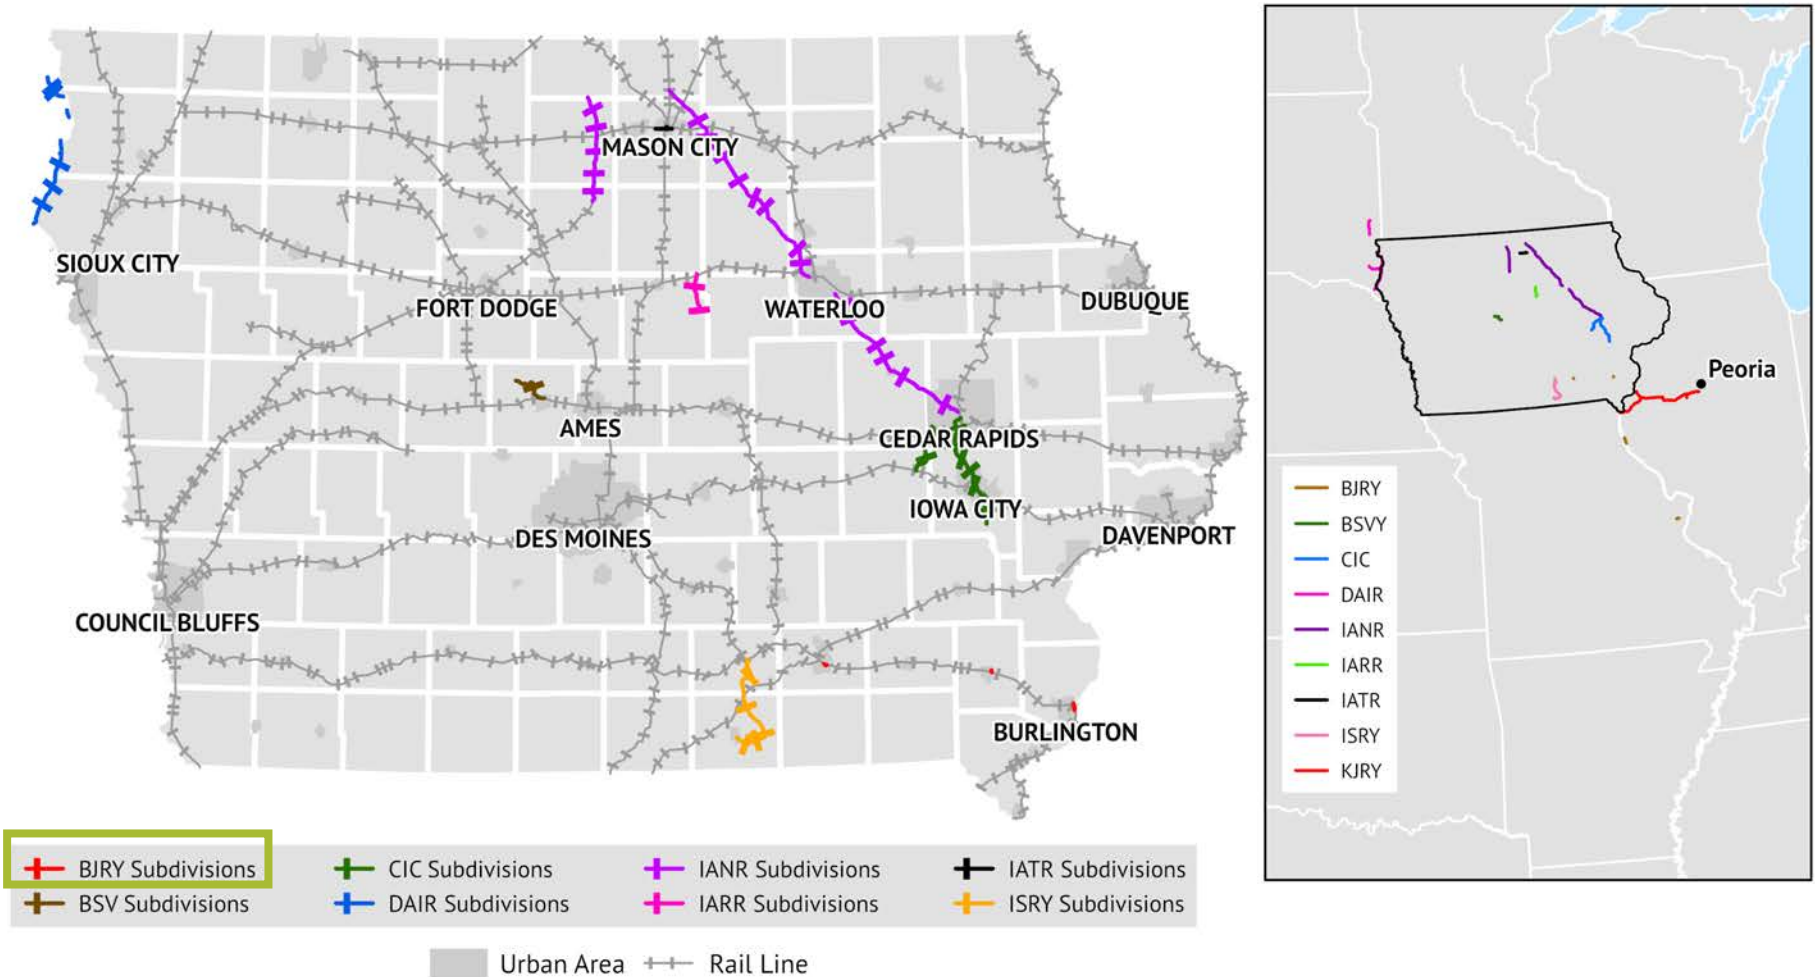 MASON CITY
SIOUX CITY
FORT DODGE
WATERLOO
DUBUQUE
AMES
CEDAR RAPIDS
IOWA CITY
DES MOINES
DAVENPORT
COUNCIL BLUFFS
BURLINGTON
BJRY Subdivisions
CIC Subdivisions
IANR Subdivisions
IATR Subdivisions
BSV Subdivisions
DAIR Subdivisions
IARR Subdivisions
ISRY Subdivisions
Urban Area
Rail Line
Peoria
BJRY
BSVY
CIC
DAIR
IANR
IARR
IATR
ISRY
KJRY